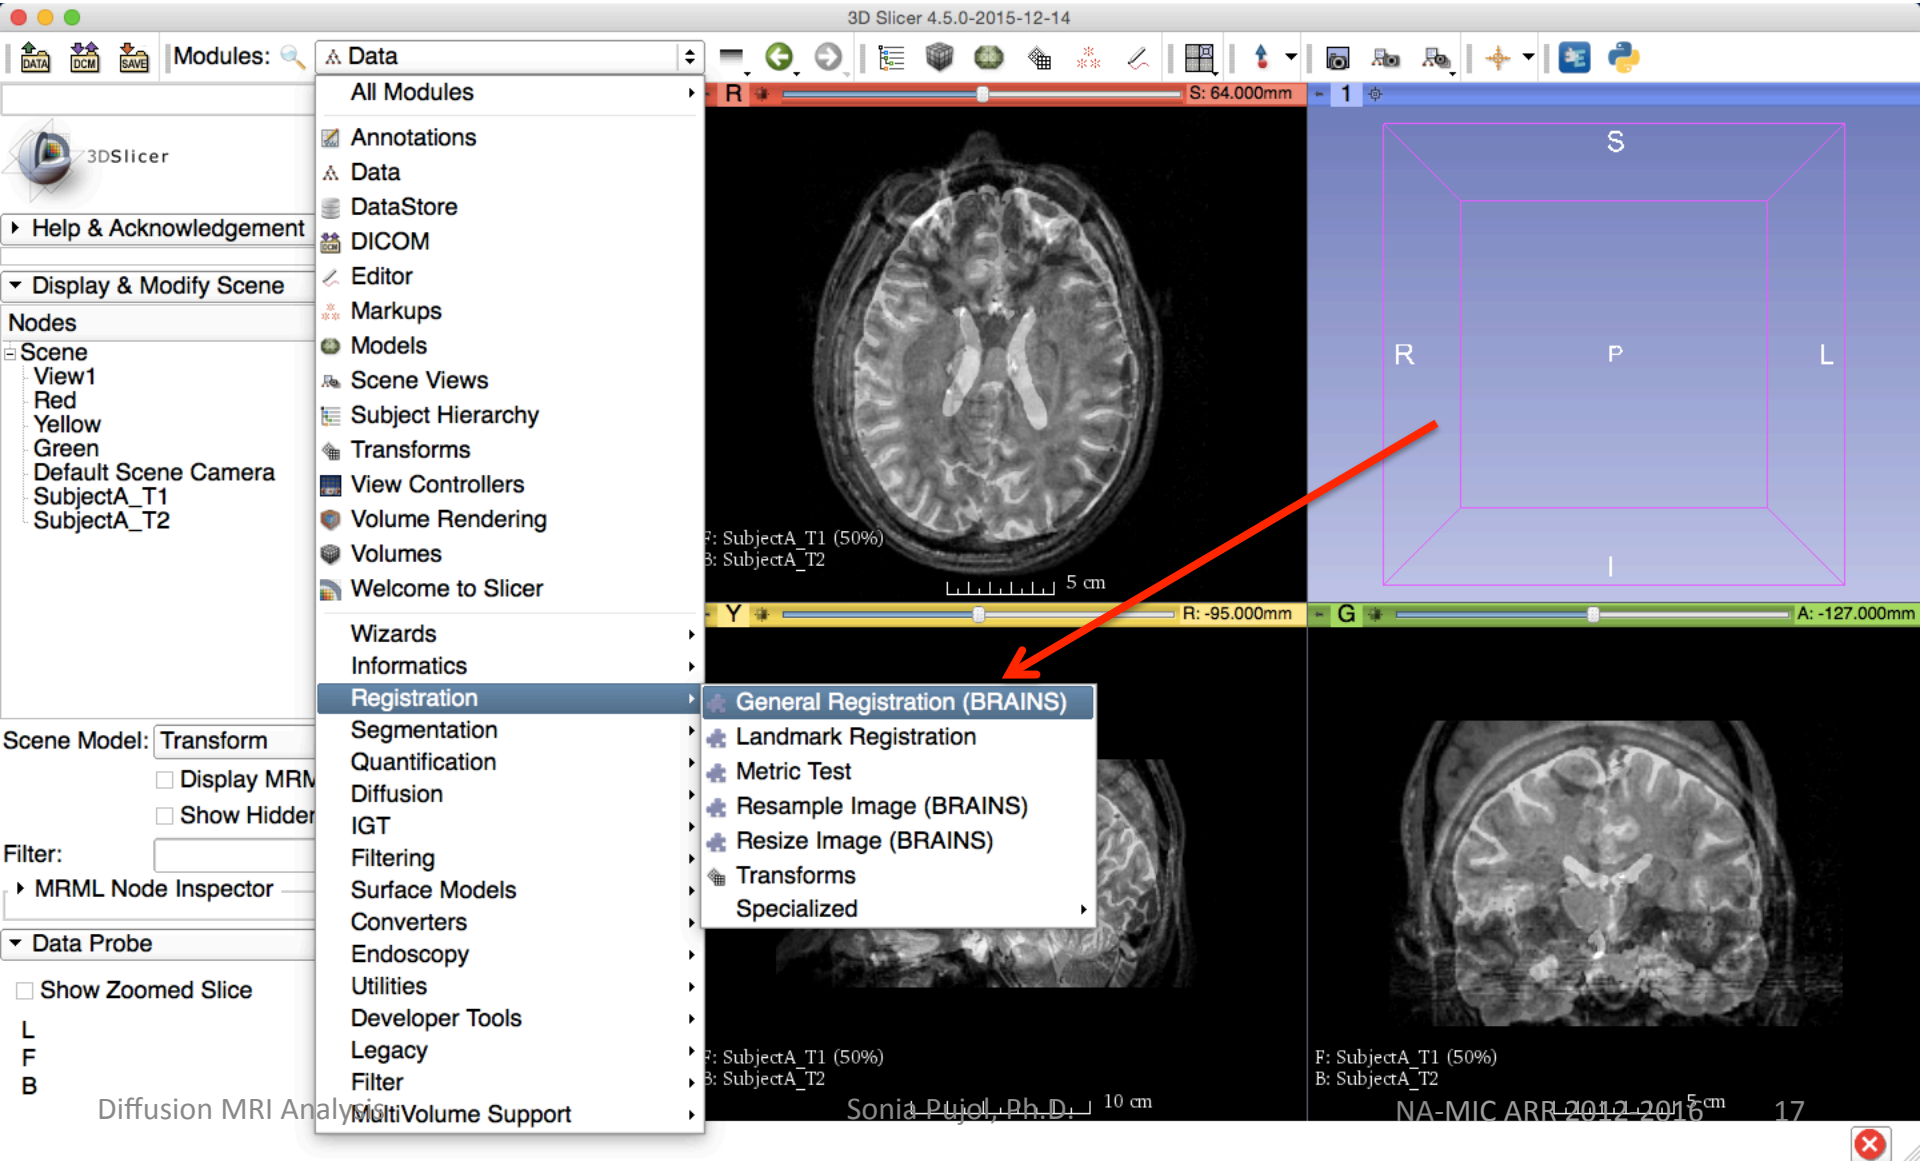 3D Slicer 4.5.0-2015-12-14
DATA
DCM
SAVE
Modules:
Data
3DSlicer
Help & Acknowledgement
Display & Modify Scene
Nodes
Scene
View1
Red
Yellow
Green
Default Scene Camera
SubjectA_T1
SubjectA_T2
Scene Model: Transform
Display MRM
Show Hidden
Filter:
MRML Node Inspector
Data Probe
Show Zoomed Slice
L
F
B
All Modules
Annotations
Data
DataStore
DICOM
Editor
Markups
Models
Scene Views
Subject Hierarchy
Transforms
View Controllers
Volume Rendering
Volumes
Welcome to Slicer
Wizards
Informatics
Registration
Segmentation
Quantification
Diffusion
IGT
Filtering
Surface Models
Converters
Endoscopy
Utilities
Developer Tools
Legacy
Filter
MultiVolume Support
General Registration (BRAINS)
Landmark Registration
Metric Test
Resample Image (BRAINS)
Resize Image (BRAINS)
Transforms
Specialized
R
S: 64.000mm
F: SubjectA_T1 (50%)
B: SubjectA_T2
5 cm
1
S
R
P
L
I
Y
R: -95.000mm
F: SubjectA_T1 (50%)
B: SubjectA_T2
10 cm
G
A: -127.000mm
F: SubjectA_T1 (50%)
B: SubjectA_T2
5 cm
Diffusion MRI Analysis
Sonia Pujol, Ph.D.
NA-MIC ARR 2012-2016
17